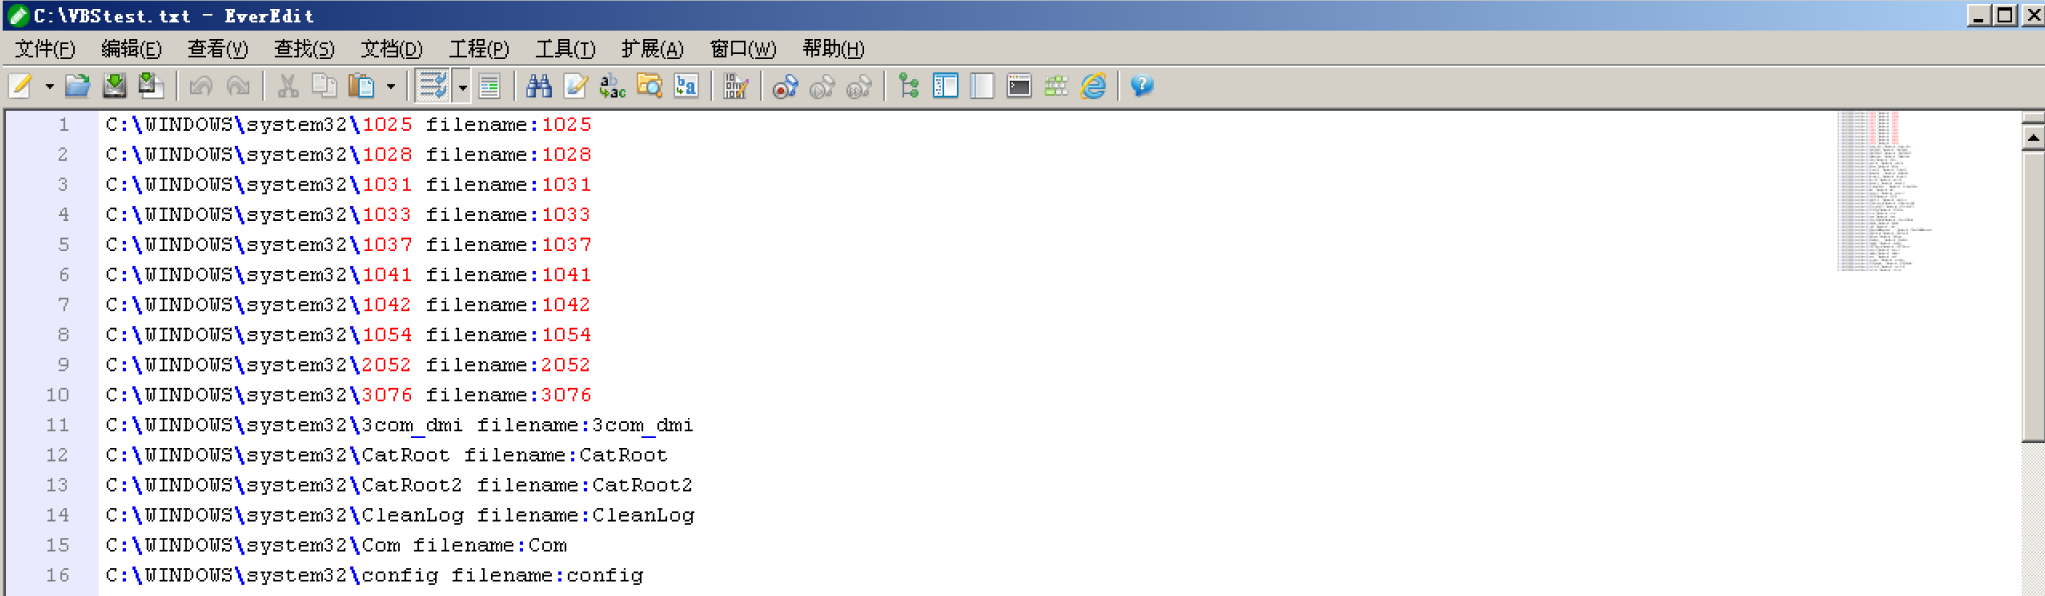 C:\VBStest.txt - EverEdit
文件(F) 编辑(E) 查看(V) 查找(S) 文档(D) 工程(P) 工具(T) 扩展(A) 窗口(W) 帮助(H)
1 C:\WINDOWS\system32\1025 filename:1025
2 C:\WINDOWS\system32\1028 filename:1028
3 C:\WINDOWS\system32\1031 filename:1031
4 C:\WINDOWS\system32\1033 filename:1033
5 C:\WINDOWS\system32\1037 filename:1037
6 C:\WINDOWS\system32\1041 filename:1041
7 C:\WINDOWS\system32\1042 filename:1042
8 C:\WINDOWS\system32\1054 filename:1054
9 C:\WINDOWS\system32\2052 filename:2052
10 C:\WINDOWS\system32\3076 filename:3076
11 C:\WINDOWS\system32\3com_dmi filename:3com_dmi
12 C:\WINDOWS\system32\CatRoot filename:CatRoot
13 C:\WINDOWS\system32\CatRoot2 filename:CatRoot2
14 C:\WINDOWS\system32\CleanLog filename:CleanLog
15 C:\WINDOWS\system32\Com filename:Com
16 C:\WINDOWS\system32\config filename:config